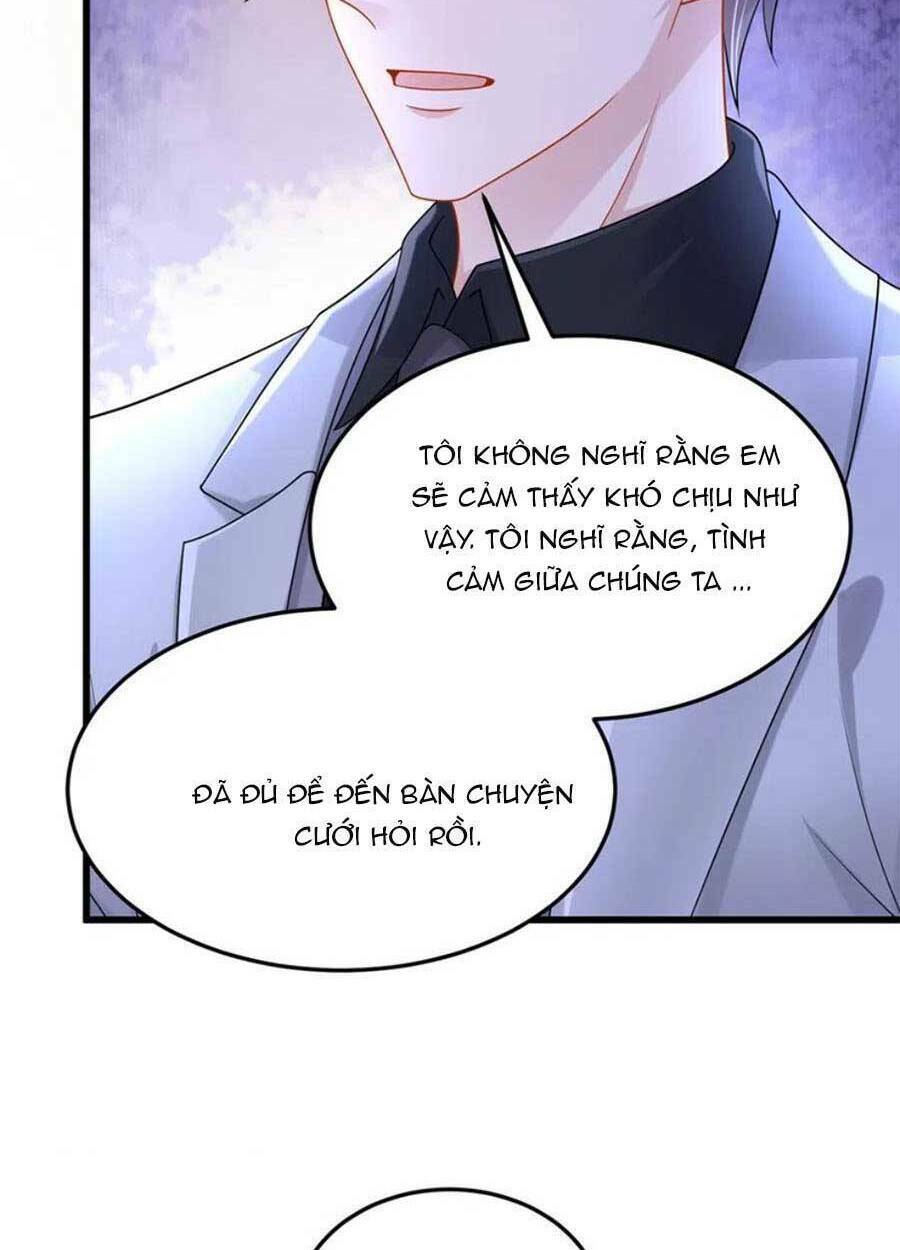 TÔI KHÔNG NGHĨ RẰNG EM
SẼ CẢM THẤY KHÓ CHỊU NHƯ
VẬY. TÔI NGHĨ RẰNG, TÌNH
CẢM GIỮA CHÚNG TA ...
ĐÃ ĐỦ ĐỂ ĐẾN BÀN CHUYỆN
CƯỚI HỎI RỒI.